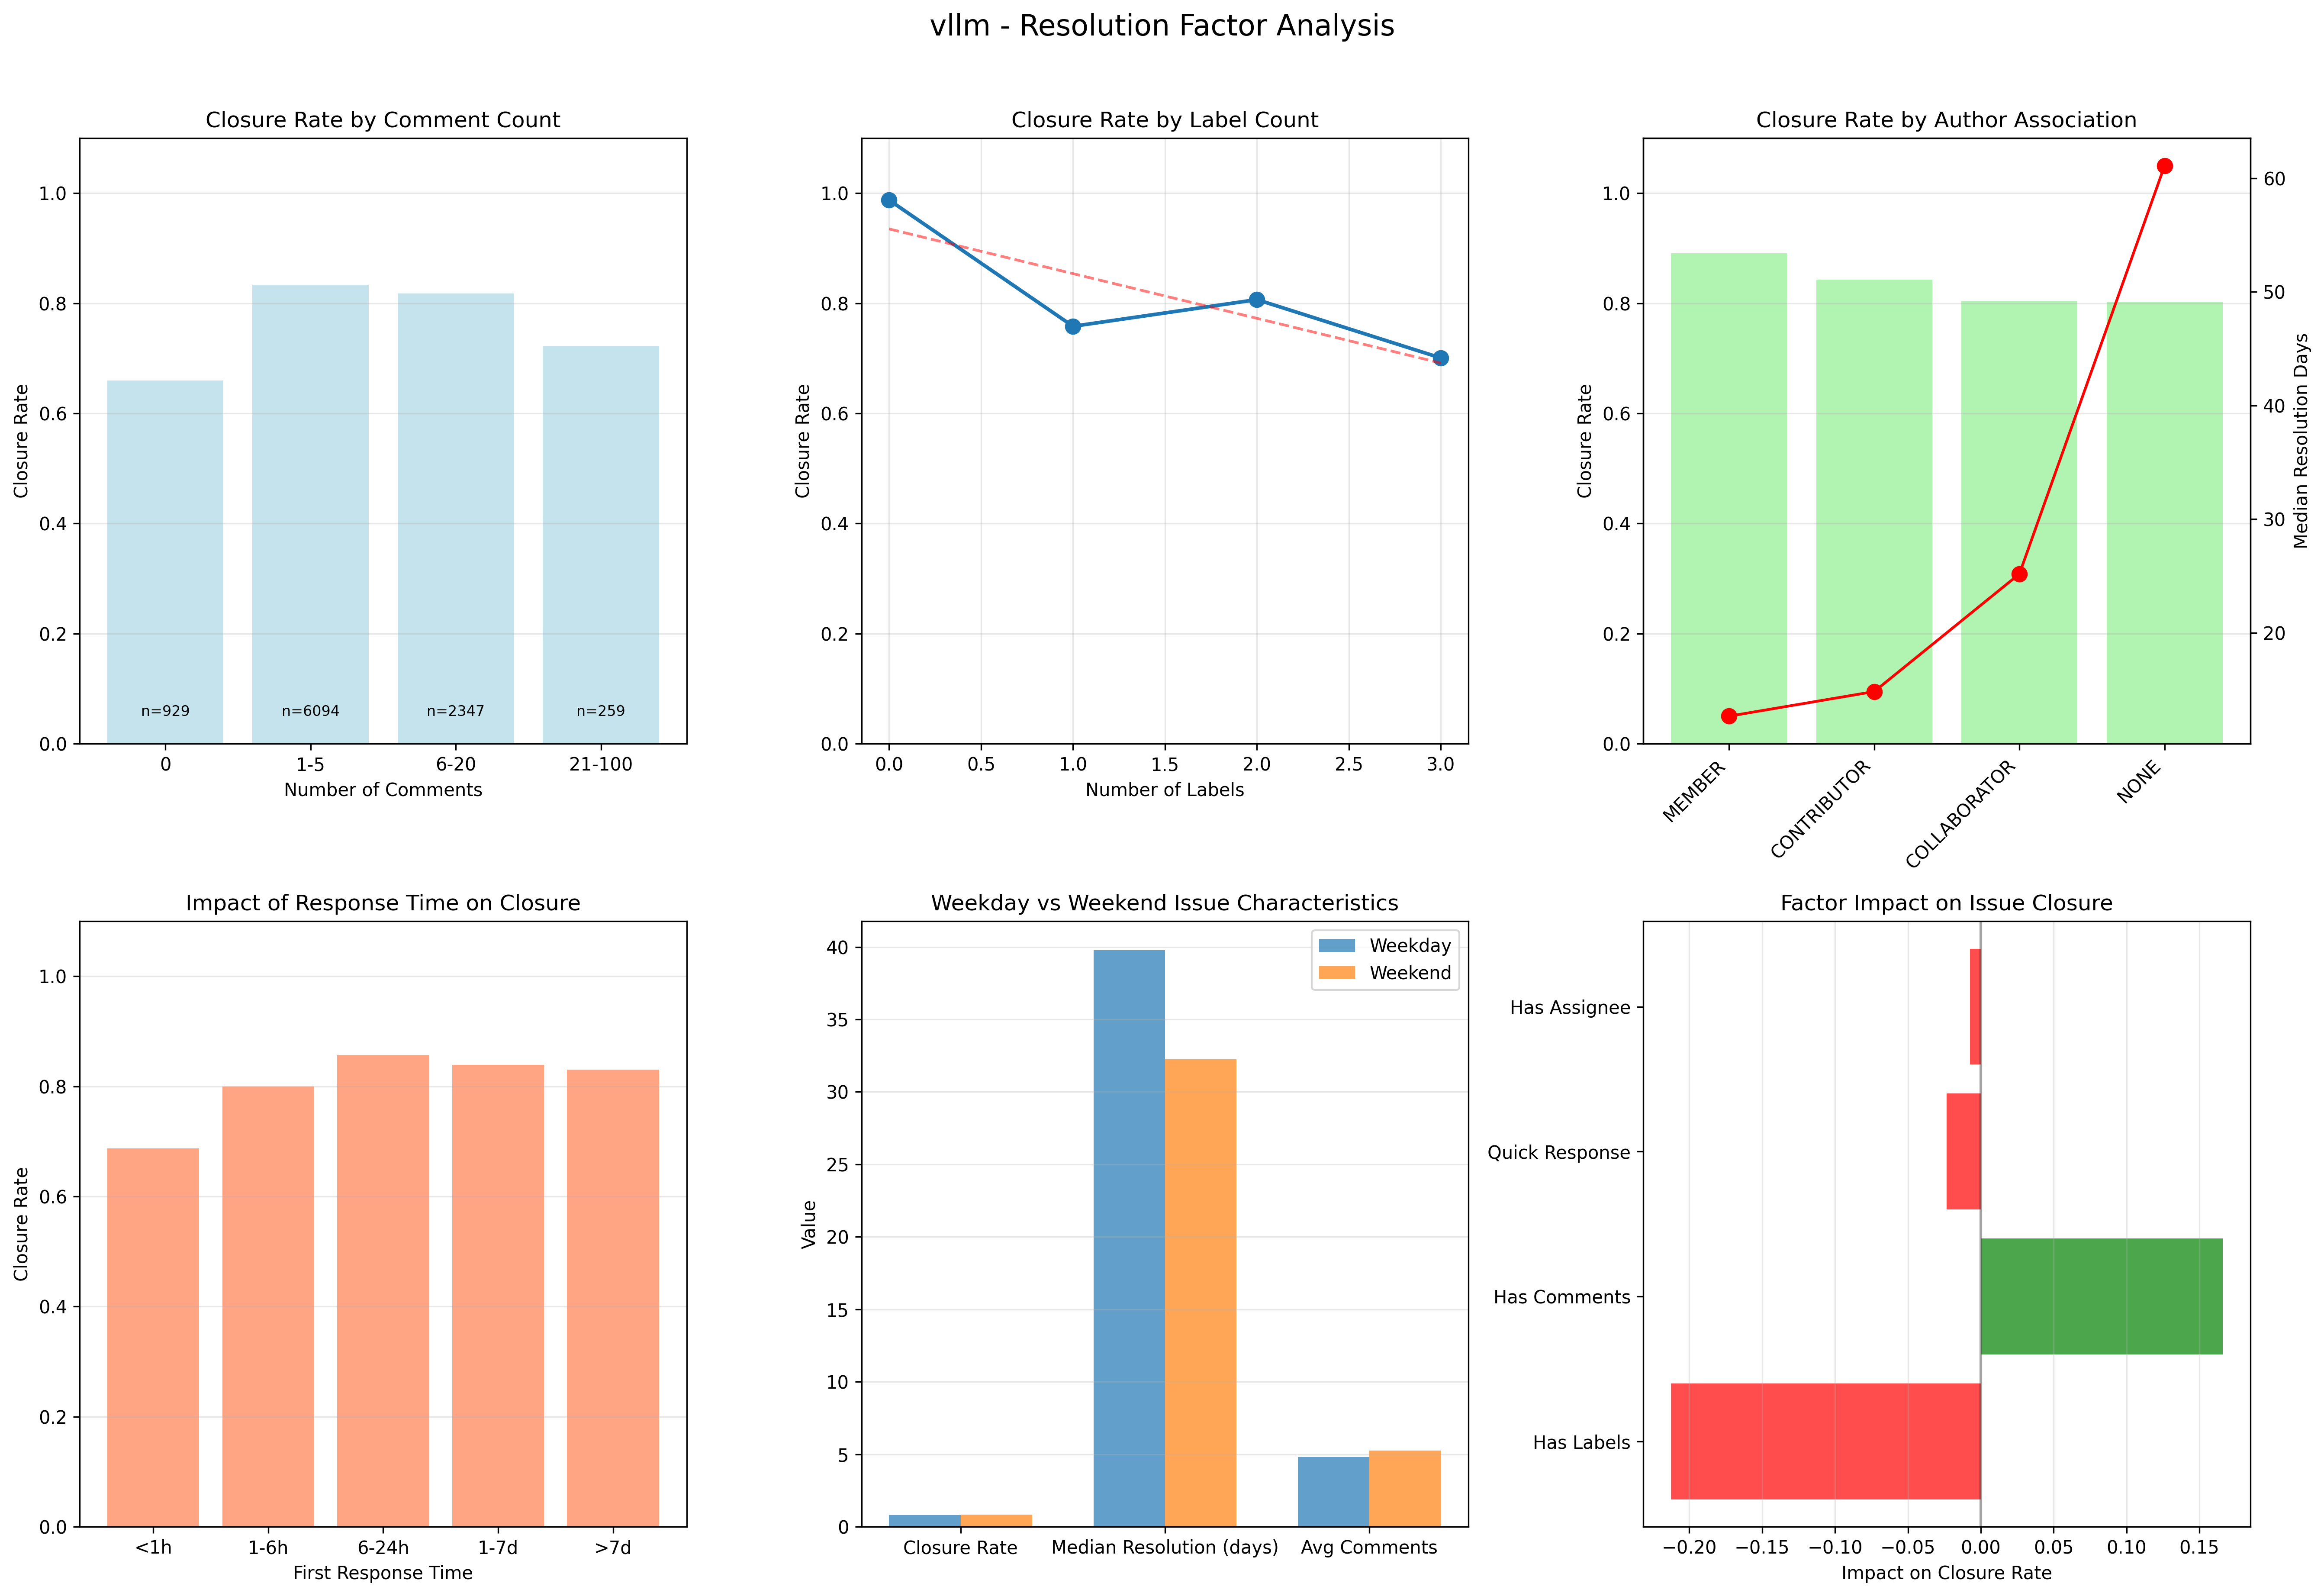 vllm - Resolution Factor Analysis
Closure Rate by Comment Count
Closure Rate
1.0
0.8
0.6
0.4
0.2
0.0
n=929
n=6094
n=2347
n=259
0
1-5
6-20
21-100
Number of Comments
Closure Rate by Label Count
Closure Rate
1.0
0.8
0.6
0.4
0.2
0.0
0.0
0.5
1.0
1.5
2.0
2.5
3.0
Number of Labels
Closure Rate by Author Association
Closure Rate
1.0
0.8
0.6
0.4
0.2
0.0
60
50
40
30
20
Median Resolution Days
MEMBER
CONTRIBUTOR
COLLABORATOR
NONE
Impact of Response Time on Closure
Closure Rate
1.0
0.8
0.6
0.4
0.2
0.0
<1h
1-6h
6-24h
1-7d
>7d
First Response Time
Weekday vs Weekend Issue Characteristics
Value
40
35
30
25
20
15
10
5
0
Weekday
Weekend
Closure Rate
Median Resolution (days)
Avg Comments
Factor Impact on Issue Closure
Has Assignee
Quick Response
Has Comments
Has Labels
−0.20
−0.15
−0.10
−0.05
0.00
0.05
0.10
0.15
Impact on Closure Rate